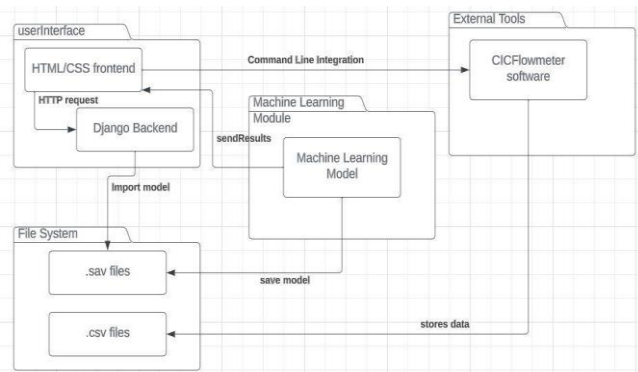 userInterface
External Tools
HTML/CSS frontend
Command Line Integration
CICFlowmeter
software
HTTP request
Machine Learning
Module
Django Backend
sendResults
Machine Learning
Model
Import model
File System
.sav files
save model
.csv files
stores data